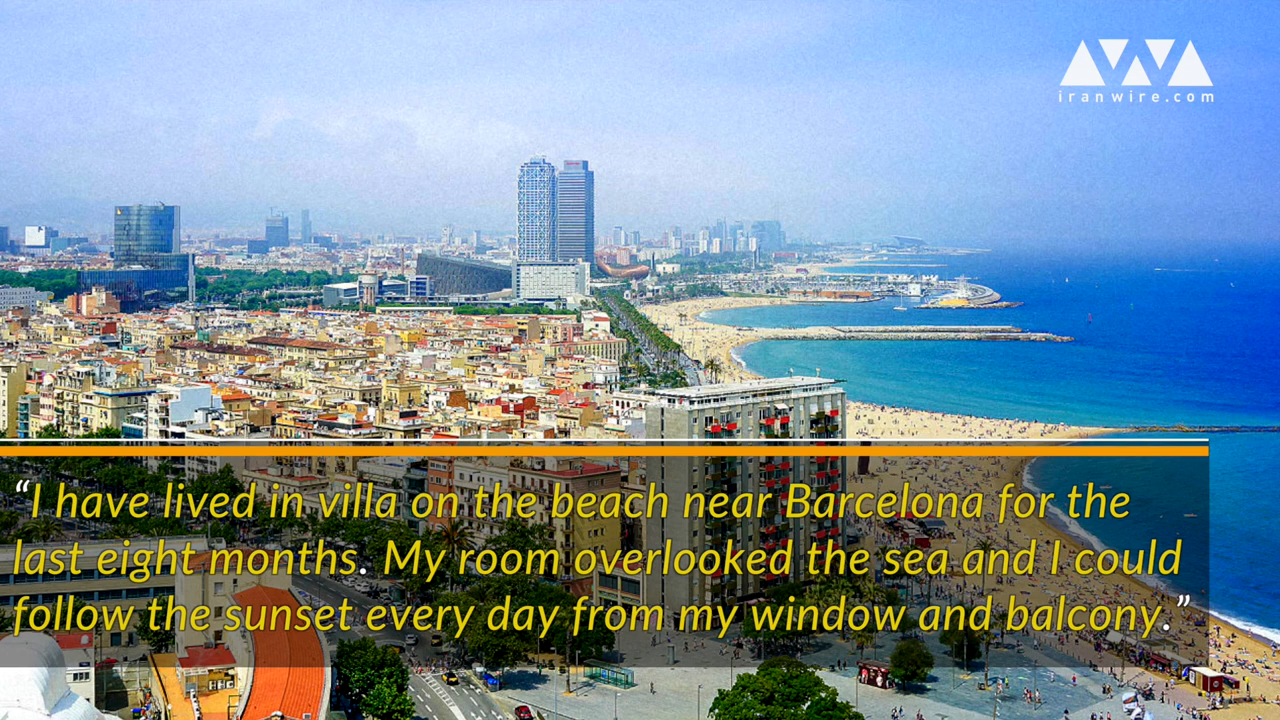 iranwire.com
“I have lived in villa on the beach near Barcelona for the
last eight months. My room overlooked the sea and I could
follow the sunset every day from my window and balcony.”